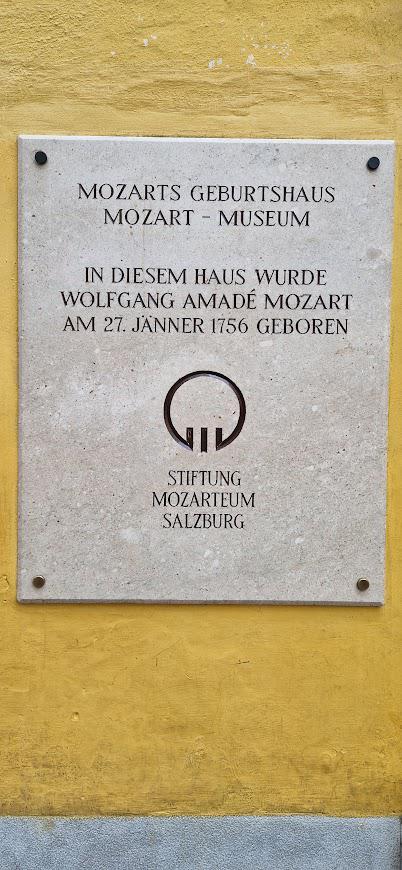 MOZARTS GEBURTSHAUS
MOZART - MUSEUM
IN DIESEM HAUS WURDE
WOLFGANG AMADÉ MOZART
AM 27. JÄNNER 1756 GEBOREN
STIFTUNG
MOZARTEUM
SALZBURG